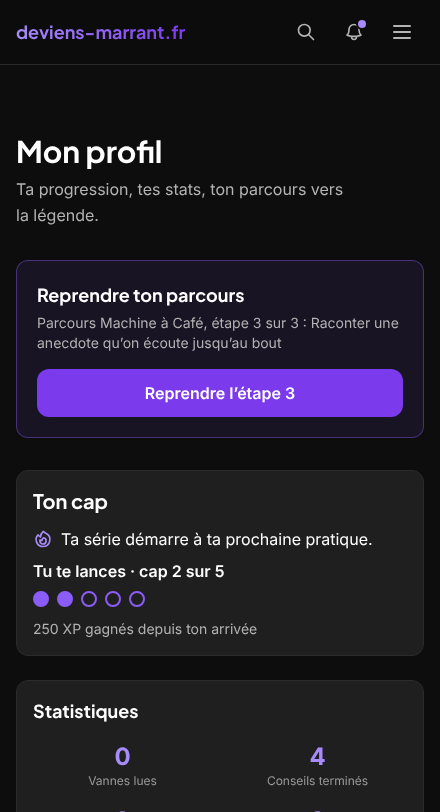 deviens-marrant.fr
Mon profil
Ta progression, tes stats, ton parcours vers
la légende.
Reprendre ton parcours
Parcours Machine à Café, étape 3 sur 3 : Raconter une
anecdote qu’on écoute jusqu’au bout
Reprendre l’étape 3
Ton cap
Ta série démarre à ta prochaine pratique.
Tu te lances · cap 2 sur 5
250 XP gagnés depuis ton arrivée
Statistiques
0 4
Vannes lues Conseils terminés